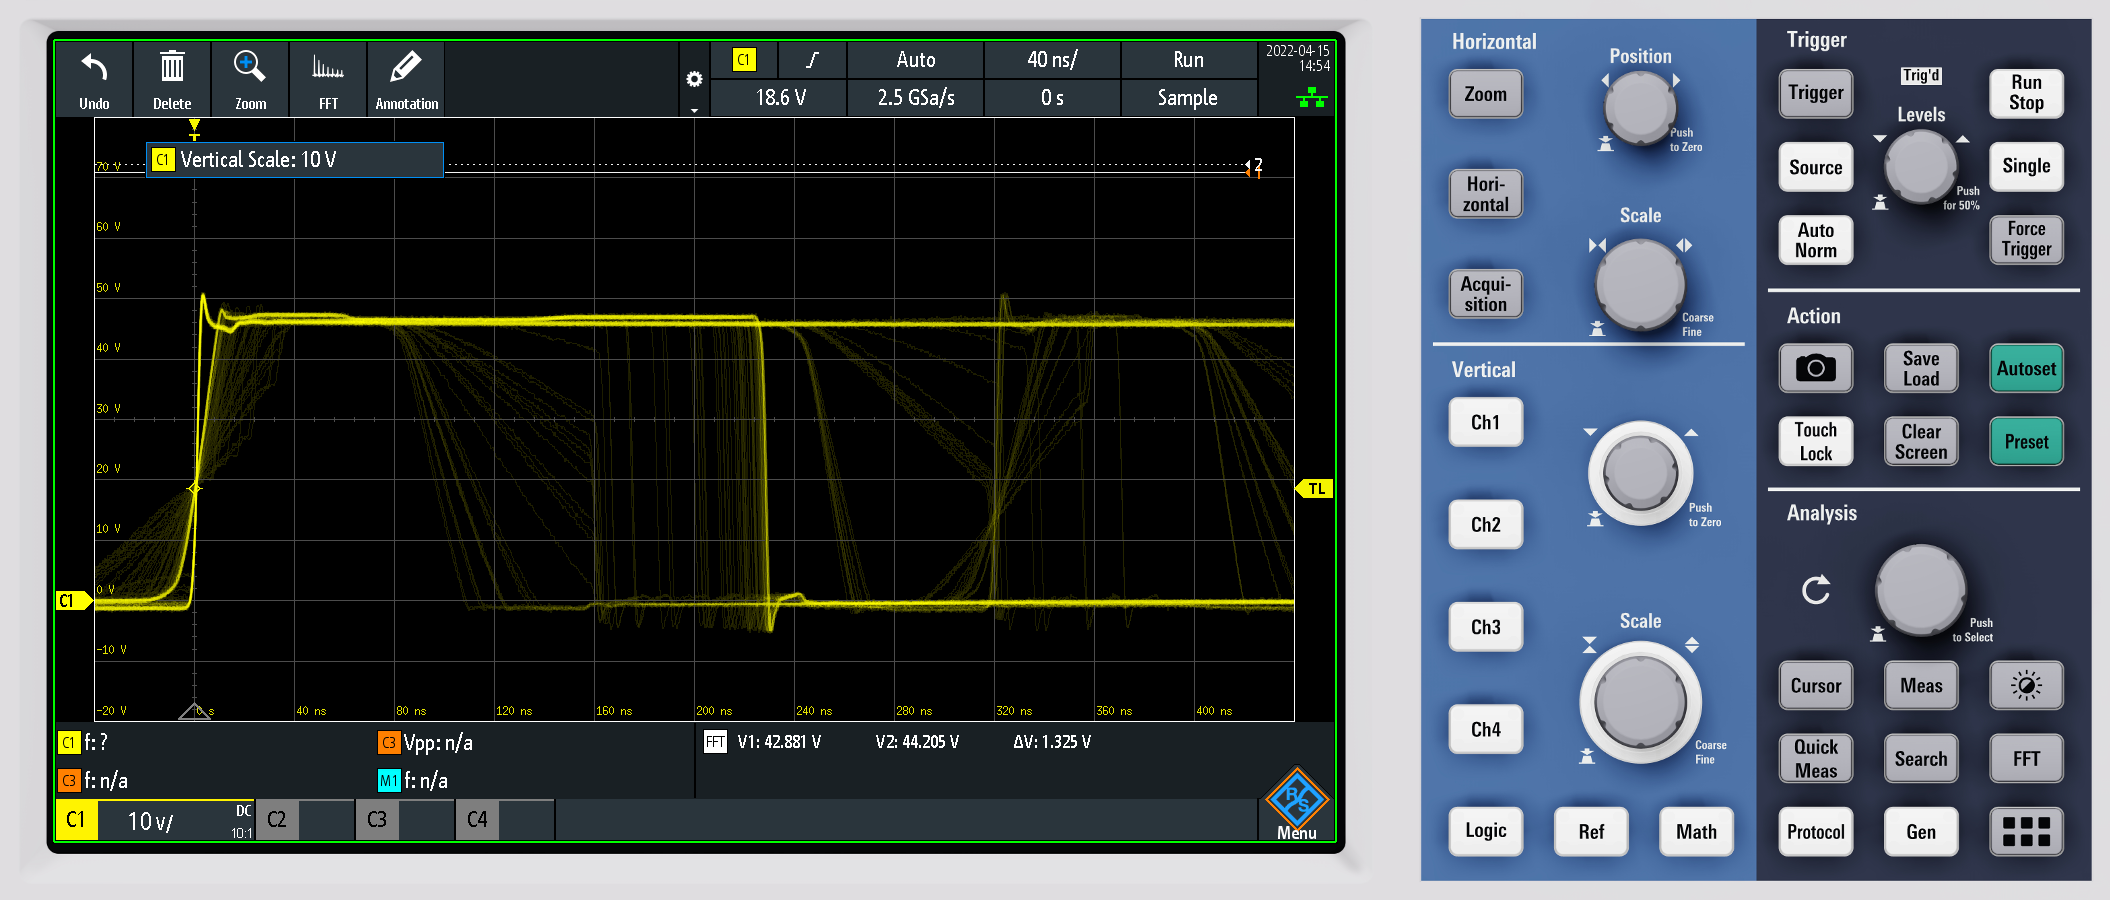 Undo
Delete
Zoom
FFT
Annotation
C1
Auto
40 ns/
Run
18.6 V
2.5 GSa/s
0 s
Sample
2022-04-15
14:54
T
C1 Vertical Scale: 10 V
2
1
70 V
60 V
50 V
40 V
30 V
20 V
10 V
0 V
-10 V
-20 V
C1
TL
0 s
40 ns
80 ns
120 ns
160 ns
200 ns
240 ns
280 ns
320 ns
360 ns
400 ns
C1 f: ?
C3 Vpp: n/a
FFT V1: 42.881 V V2: 44.205 V ΔV: 1.325 V
C3 f: n/a
M1 f: n/a
C1 10 V/ DC 10:1
C2
C3
C4
R S
Menu
Horizontal
Position
Zoom
Push
to Zero
Hori-
zontal
Scale
Acqui-
sition
Coarse
Fine
Vertical
Ch1
Ch2
Push
to Zero
Ch3
Scale
Ch4
Coarse
Fine
Logic
Ref
Math
Trigger
Trigger
Trig'd
Run
Stop
Levels
Source
Single
Push
for 50%
Auto
Norm
Force
Trigger
Action
Save
Load
Autoset
Touch
Lock
Clear
Screen
Preset
Analysis
Push
to Select
Cursor
Meas
Quick
Meas
Search
FFT
Protocol
Gen